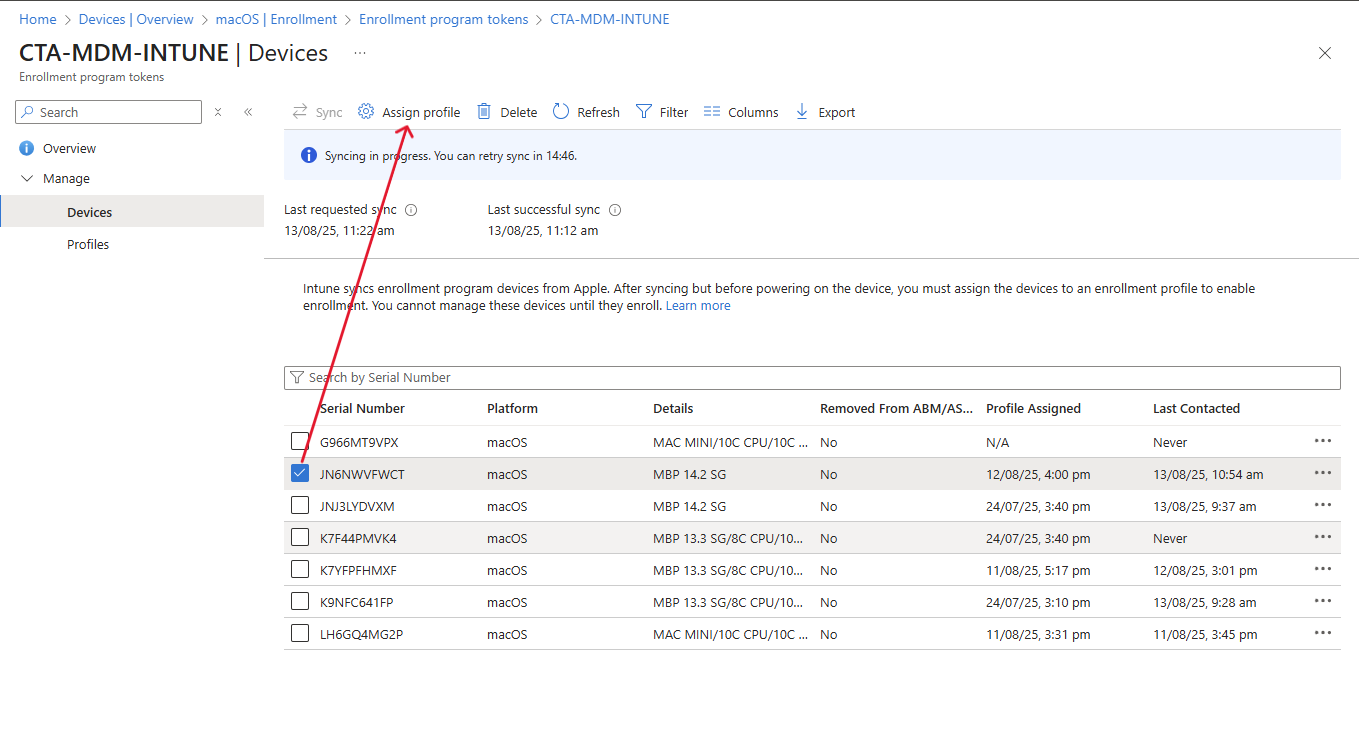 Home > Devices | Overview > macOS | Enrollment > Enrollment program tokens > CTA-MDM-INTUNE
CTA-MDM-INTUNE | Devices ...
Enrollment program tokens
Search
Overview
Manage
Devices
Profiles
Sync Assign profile Delete Refresh Filter Columns Export
Syncing in progress. You can retry sync in 14:46.
Last requested sync Last successful sync
13/08/25, 11:22 am 13/08/25, 11:12 am
Intune syncs enrollment program devices from Apple. After syncing but before powering on the device, you must assign the devices to an enrollment profile to enable
enrollment. You cannot manage these devices until they enroll. Learn more
Search by Serial Number
Serial Number Platform Details Removed From ABM/AS... Profile Assigned Last Contacted
G966MT9VPX macOS MAC MINI/10C CPU/10C ... No N/A Never
JN6NWVFWCT macOS MBP 14.2 SG No 12/08/25, 4:00 pm 13/08/25, 10:54 am
JNJ3LYDVXM macOS MBP 14.2 SG No 24/07/25, 3:40 pm 13/08/25, 9:37 am
K7F44PMVK4 macOS MBP 13.3 SG/8C CPU/10... No 24/07/25, 3:40 pm Never
K7YFPFHMXF macOS MBP 13.3 SG/8C CPU/10... No 11/08/25, 5:17 pm 12/08/25, 3:01 pm
K9NFC641FP macOS MBP 13.3 SG/8C CPU/10... No 24/07/25, 3:10 pm 13/08/25, 9:28 am
LH6GQ4MG2P macOS MAC MINI/10C CPU/10C ... No 11/08/25, 3:31 pm 11/08/25, 3:45 pm